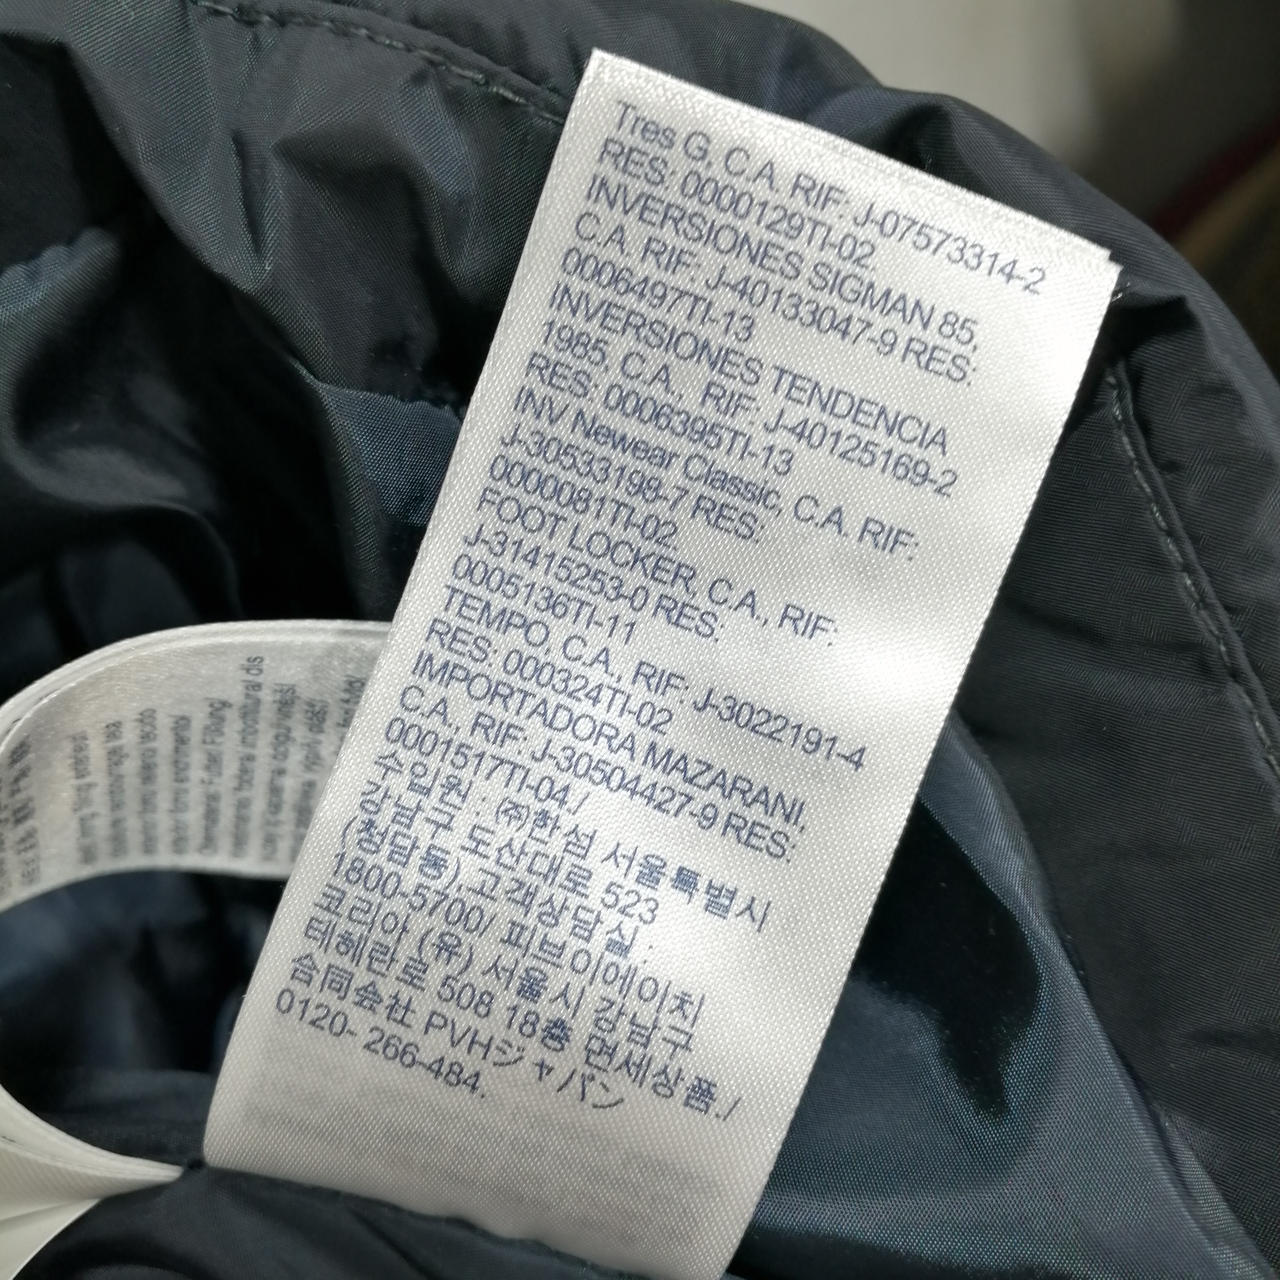 Tres G, C.A. RIF: J-07573314-2
RES: 0000129TI-02,
INVERSIONES SIGMAN 85,
C.A. RIF: J-40133047-9 RES:
0006497TI-13
INVERSIONES TENDENCIA
1985, C.A., RIF: J-40125169-2
RES: 0006395TI-13
INV Newear Classic, C.A. RIF:
J-30533198-7 RES:
0000081TI-02,
FOOT LOCKER, C.A., RIF:
J-31415253-0 RES.
0005136TI-11
TEMPO, C.A., RIF: J-3022191-4
RES: 000324TI-02
IMPORTADORA MAZARANI,
C.A., RIF: J-30504427-9 RES:
0001517TI-04./
수입원: ㈜한섬 서울특별시
강남구 도산대로 523
(청담동), 고객상담실:
1800-5700/ 피브이에이치
코리아 (유) 서울시 강남구
테헤란로 508 18층 면세상품./
合同会社 PVHジャパン
0120- 266-484.